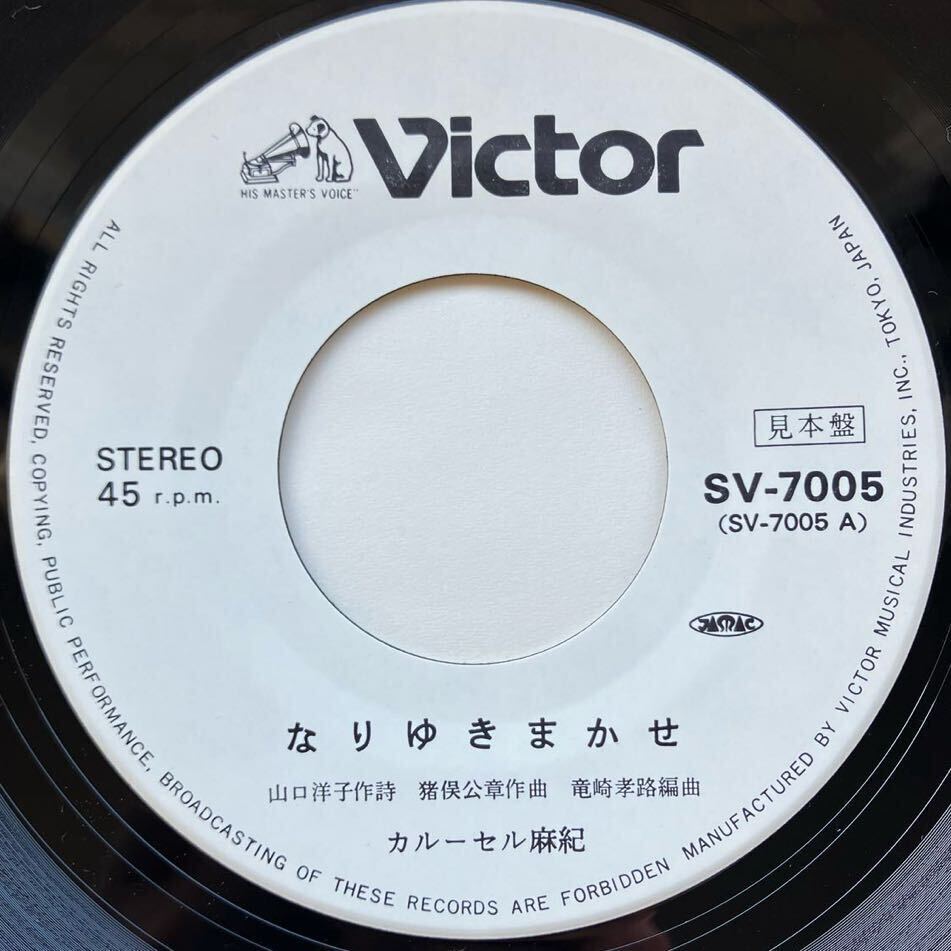 Victor
HIS MASTER'S VOICE™
STEREO
45 r.p.m.
見本盤
SV-7005
(SV-7005 A)
JASRAC
なりゆきまかせ
山口洋子作詩 猪俣公章作曲 竜崎孝路編曲
カルーセル麻紀
ALL RIGHTS RESERVED, COPYING, PUBLIC PERFORMANCE, BROADCASTING OF THESE RECORDS ARE FORBIDDEN MANUFACTURED BY VICTOR MUSICAL INDUSTRIES, INC., TOKYO, JAPAN